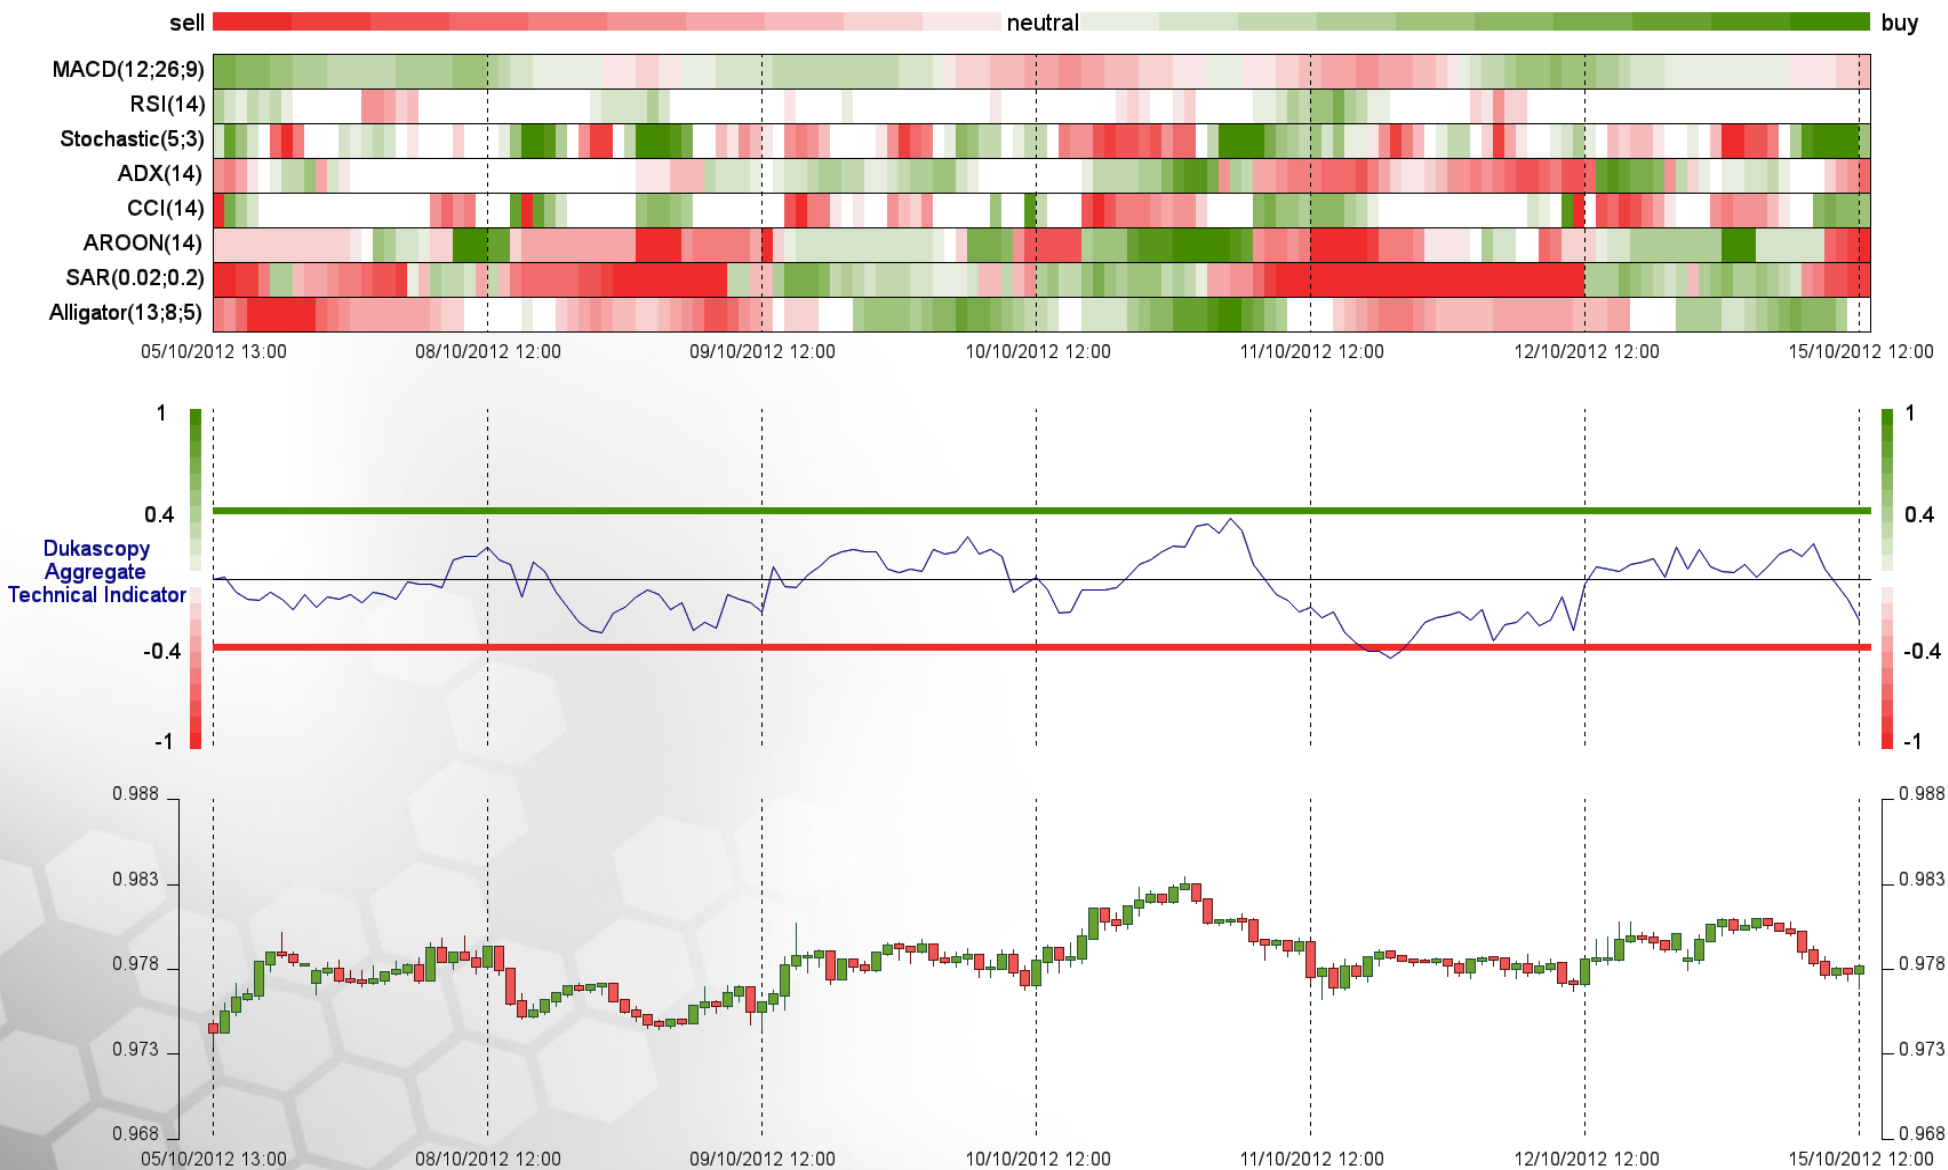 sell neutral buy
MACD(12;26;9)
RSI(14)
Stochastic(5;3)
ADX(14)
CCI(14)
AROON(14)
SAR(0.02;0.2)
Alligator(13;8;5)
05/10/2012 13:00 08/10/2012 12:00 09/10/2012 12:00 10/10/2012 12:00 11/10/2012 12:00 12/10/2012 12:00 15/10/2012 12:00
1 1
0.4 0.4
Dukascopy
Aggregate
Technical Indicator
-0.4 -0.4
-1 -1
0.988 0.988
0.983 0.983
0.978 0.978
0.973 0.973
0.968 0.968
05/10/2012 13:00 08/10/2012 12:00 09/10/2012 12:00 10/10/2012 12:00 11/10/2012 12:00 12/10/2012 12:00 15/10/2012 12:00